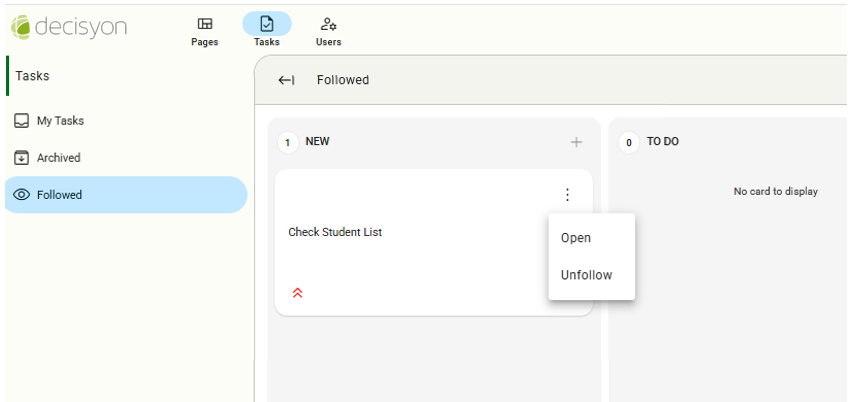 decisyon
Pages
Tasks
Users
Tasks
Followed
My Tasks
Archived
Followed
1 NEW
0 TO DO
No card to display
Check Student List
Open
Unfollow